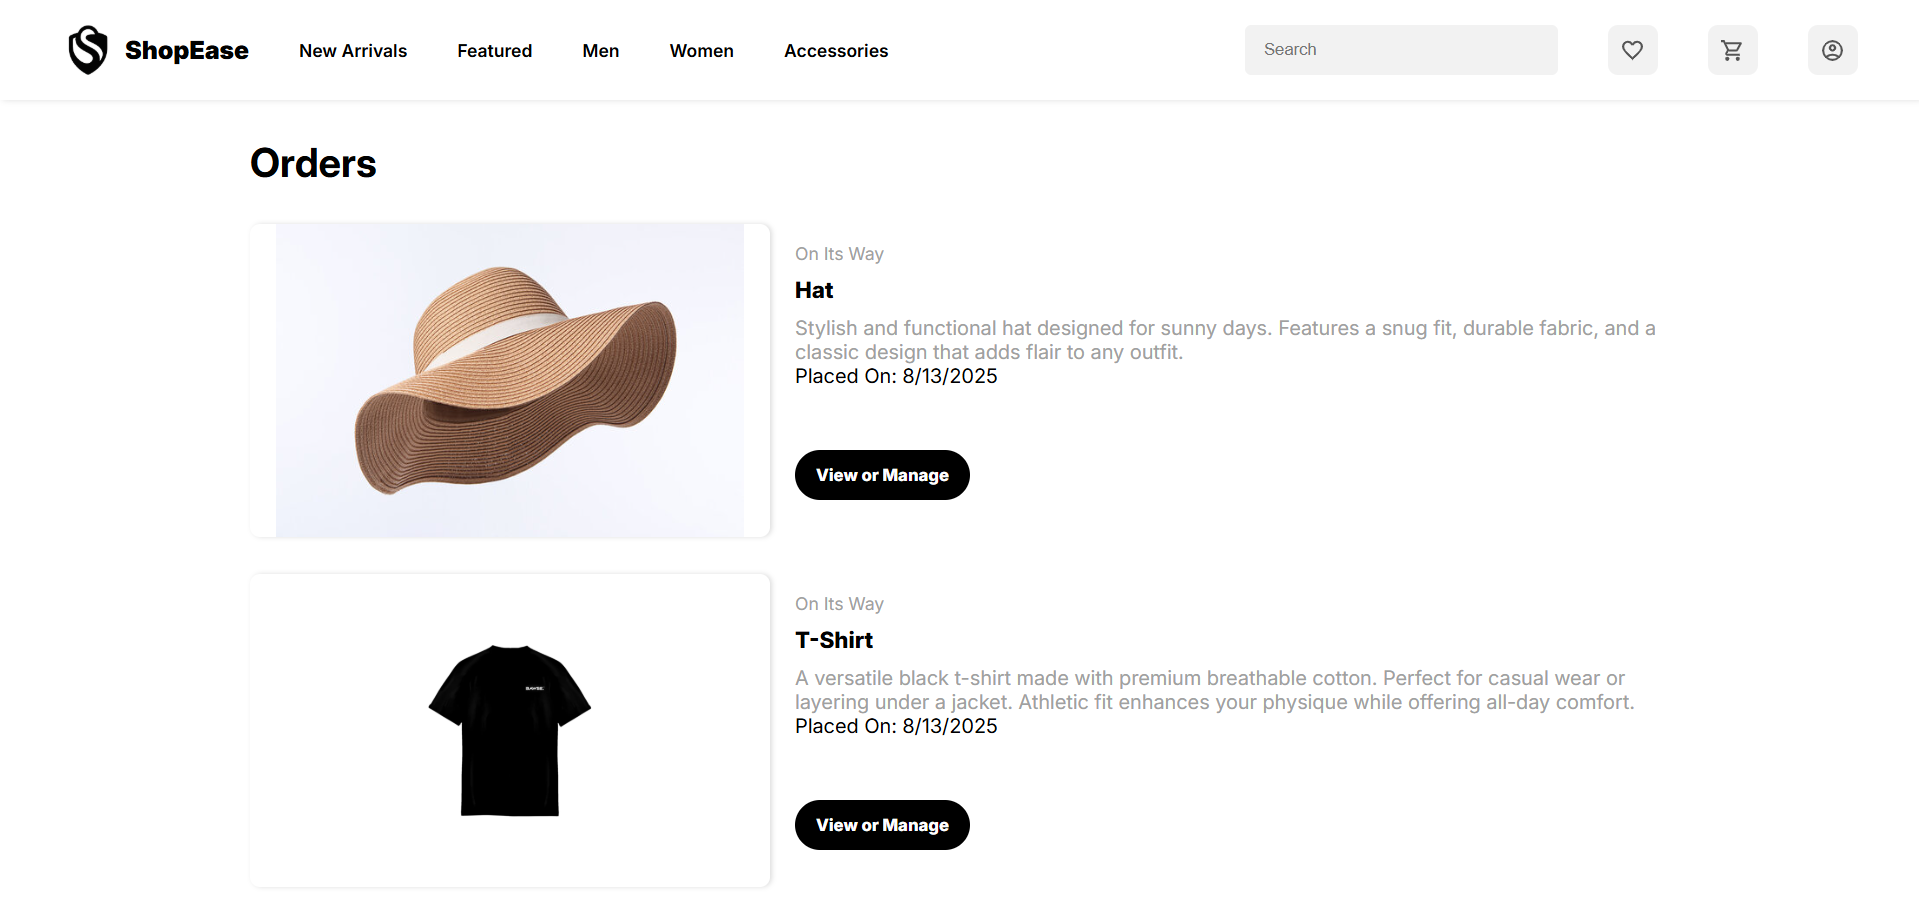 ShopEase
New Arrivals
Featured
Men
Women
Accessories
Search
Orders
On Its Way
Hat
Stylish and functional hat designed for sunny days. Features a snug fit, durable fabric, and a
classic design that adds flair to any outfit.
Placed On: 8/13/2025
View or Manage
On Its Way
T-Shirt
A versatile black t-shirt made with premium breathable cotton. Perfect for casual wear or
layering under a jacket. Athletic fit enhances your physique while offering all-day comfort.
Placed On: 8/13/2025
View or Manage